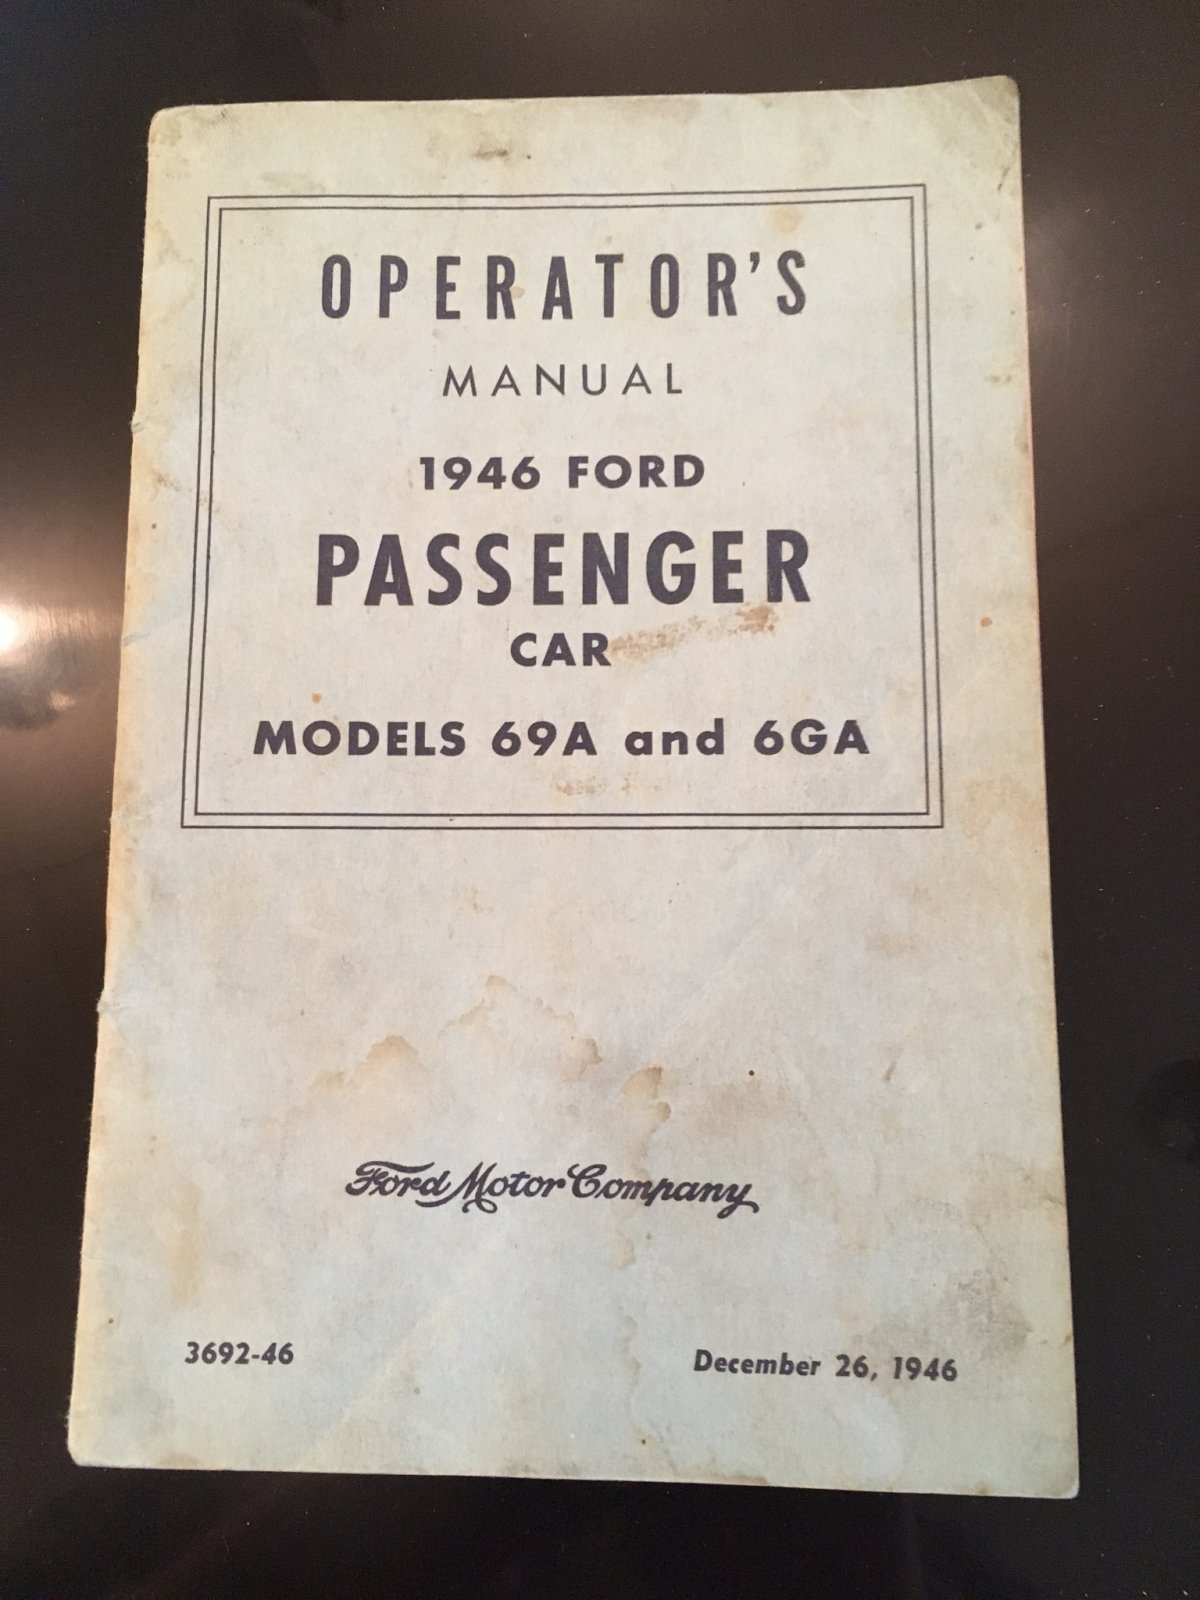 OPERATOR'S
MANUAL
1946 FORD
PASSENGER
CAR
MODELS 69A and 6GA
Ford Motor Company
3692-46
December 26, 1946